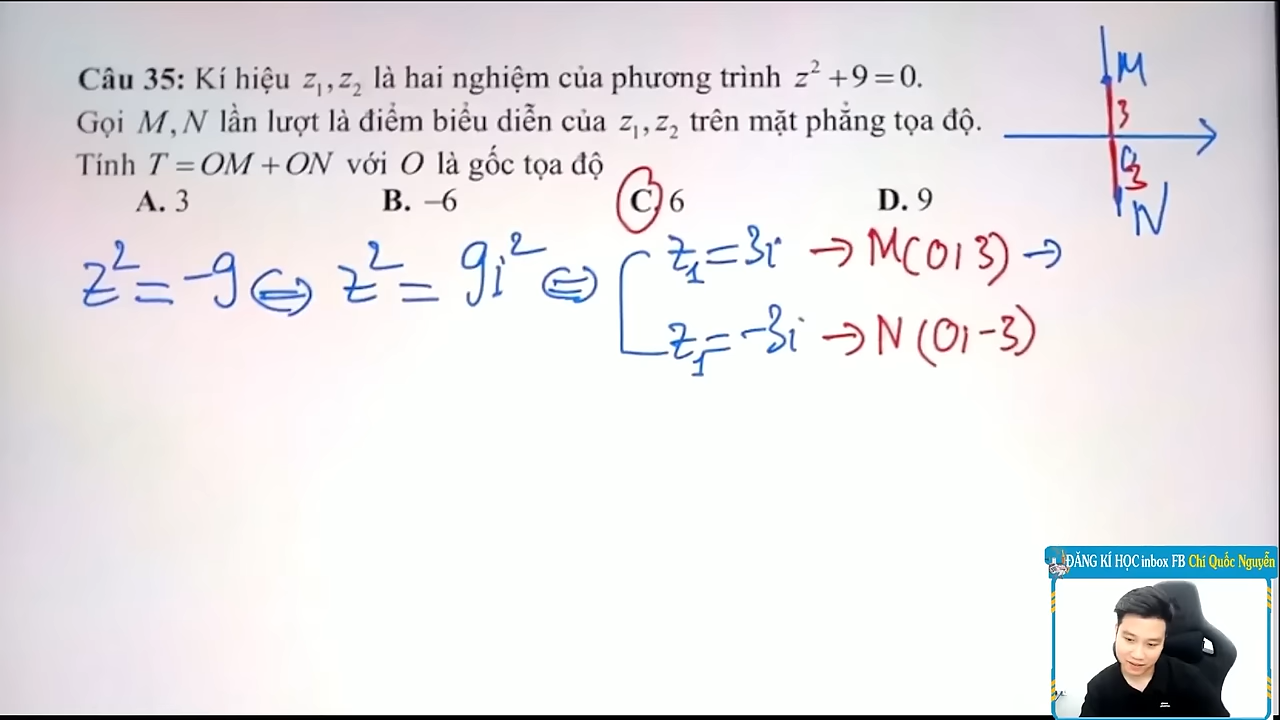 Câu 35: Kí hiệu z₁, z₂ là hai nghiệm của phương trình z² + 9 = 0.
Gọi M, N lần lượt là điểm biểu diễn của z₁, z₂ trên mặt phẳng tọa độ.
Tính T = OM + ON với O là gốc tọa độ
A. 3 B. –6 C. 6 D. 9
M
3
3
N
z² = -9 ⇔ z² = 9i² ⇔ z₁ = 3i → M(0; 3) →
z₁ = -3i → N(0; -3)
ĐĂNG KÍ HỌC inbox FB Chí Quốc Nguyễn